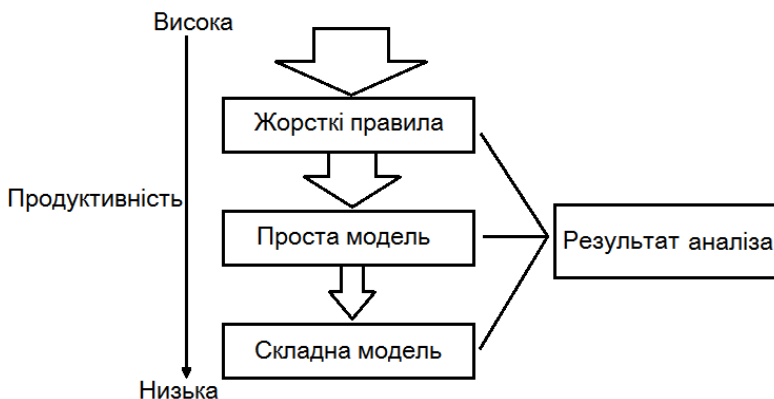 Висока
Жорсткі правила
Продуктивність
Проста модель
Результат аналіза
Складна модель
Низька